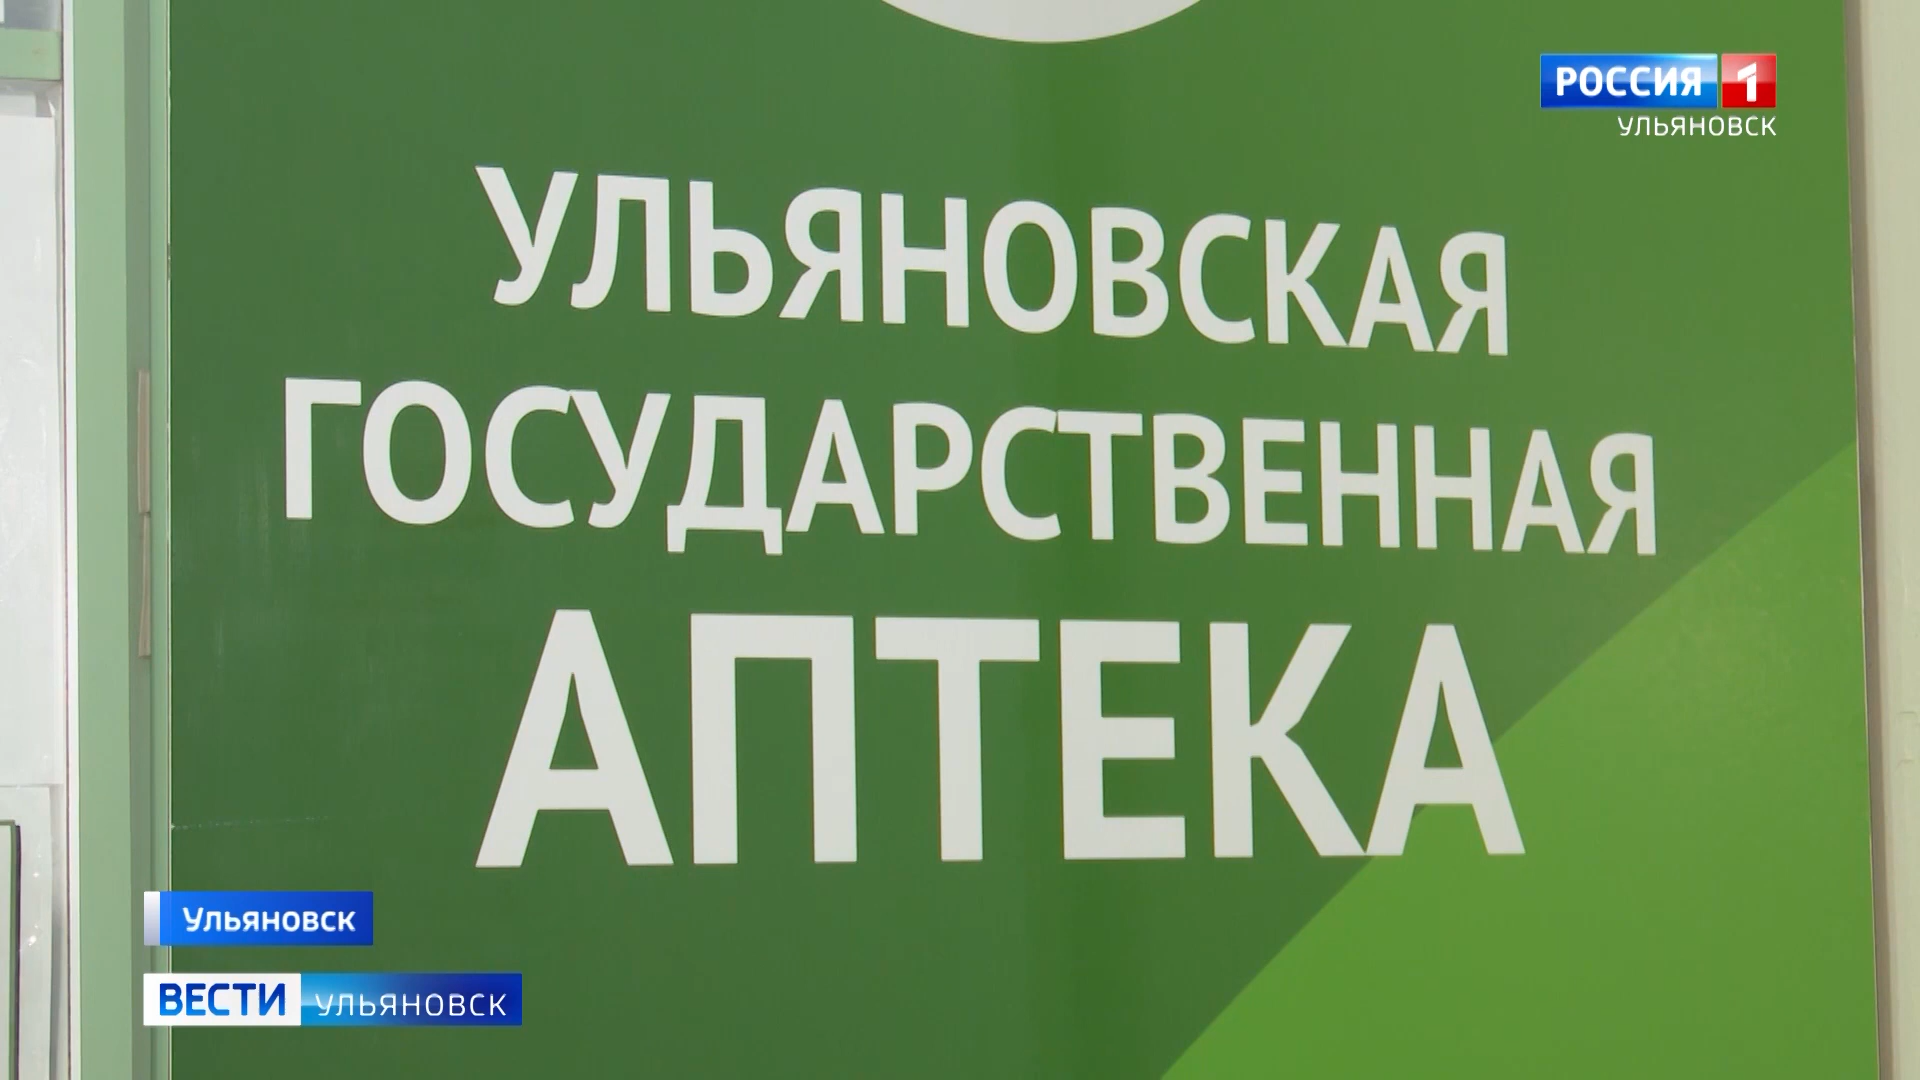 РОССИЯ 1
УЛЬЯНОВСК
УЛЬЯНОВСКАЯ
ГОСУДАРСТВЕННАЯ
АПТЕКА
Ульяновск
ВЕСТИ УЛЬЯНОВСК